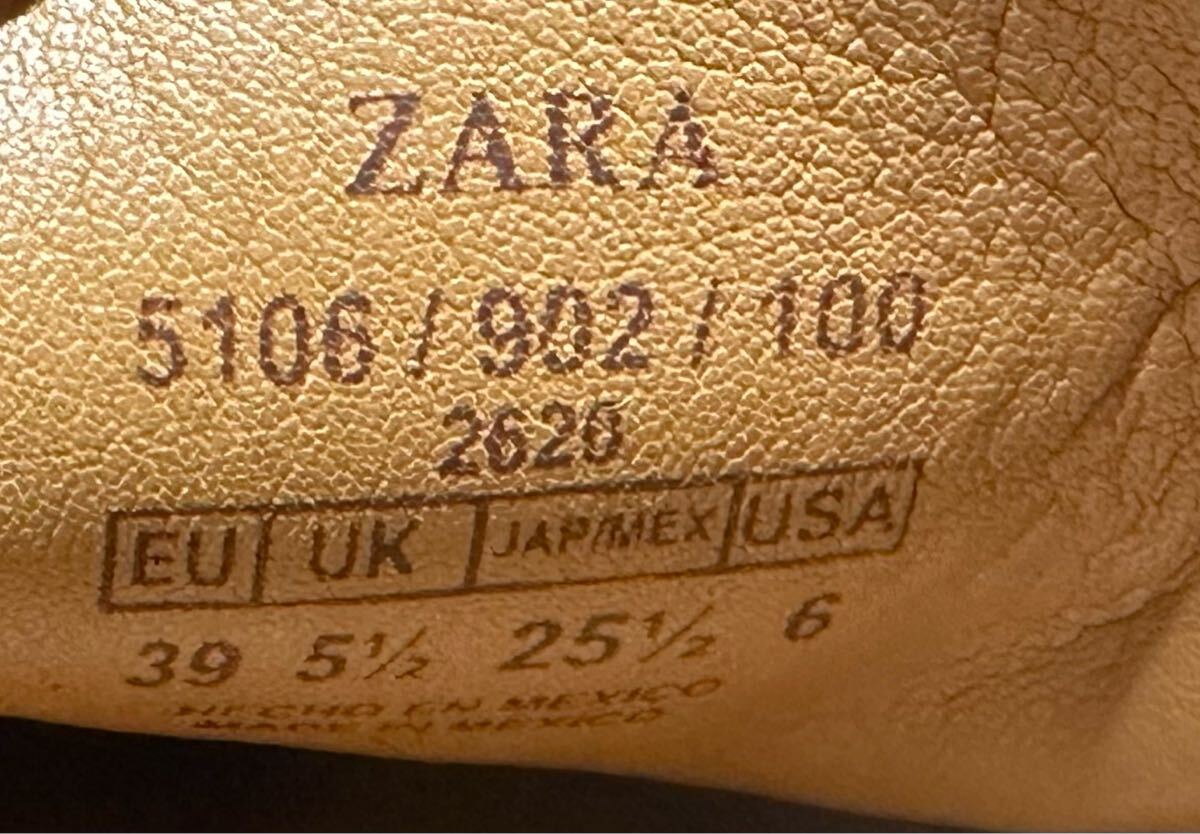 ZARA
5106 / 902 / 100
2620
EU UK JAP/MEX USA
39 5½ 25½ 6
HECHO EN MEXICO
MADE IN MEXICO